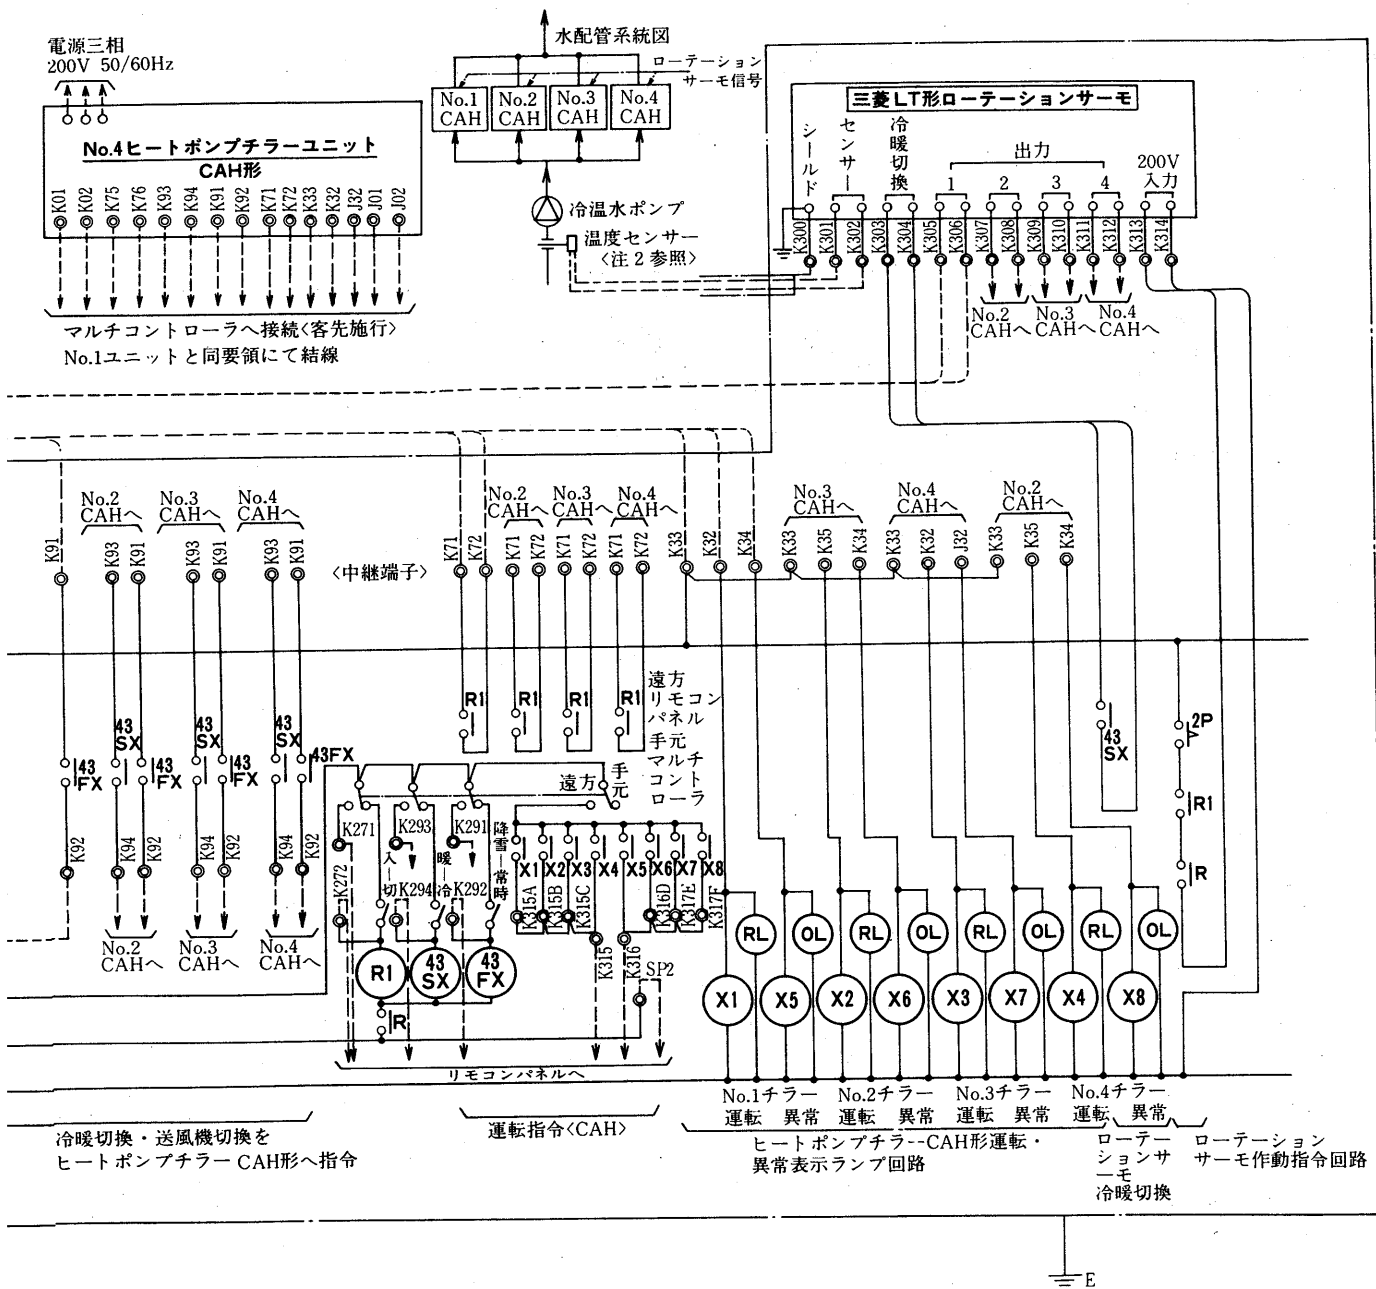 電源三相
200V 50/60Hz
No.4ヒートポンプチラーユニット
CAH形
K01 K02 K75 K76 K93 K94 K91 K92 K71 K72 K33 K32 J32 J01 J02
マルチコントローラへ接続〈客先施行〉
No.1ユニットと同要領にて結線
水配管系統図
ローテーション
サーモ信号
No.1 CAH
No.2 CAH
No.3 CAH
No.4 CAH
冷温水ポンプ
温度センサー
〈注2参照〉
三菱LT形ローテーションサーモ
シールド
センサー
冷暖切換
出力
1 2 3 4
200V
入力
K300 K301 K302 K303 K304 K305 K306 K307 K308 K309 K310 K311 K312 K313 K314
No.2 CAHへ
No.3 CAHへ
No.4 CAHへ
K91
No.2 CAHへ
K93 K91
No.3 CAHへ
K93 K91
No.4 CAHへ
K93 K91
〈中継端子〉
K71 K72
No.2 CAHへ
K71 K72
No.3 CAHへ
K71 K72
No.4 CAHへ
K71 K72
K33 K32 K34
No.3 CAHへ
K33 K35 K34
No.4 CAHへ
K33 K32 J32
No.2 CAHへ
K33 K35 K34
R1 R1 R1 R1
遠方
リモコン
パネル
手元
マルチ
コント
ローラ
43 FX
43 SX
43 FX
43 SX
43 FX
43 SX
43FX
遠方
手元
43 SX
2P
R1
R
K92
K94 K92
K94 K92
K94 K92
No.2 CAHへ
No.3 CAHへ
No.4 CAHへ
K271 K293 K291
K272 K294 K292
入―切
暖―冷
降雪―常時
X1 X2 X3 X4 X5 X6 X7 X8
K315A K315B K315C K316D K317E K317F
K315 K316 SP2
R1
43 SX
43 FX
R
リモコンパネルへ
RL OL RL OL RL OL RL OL
X1 X5 X2 X6 X3 X7 X4 X8
No.1チラー
運転 異常
No.2チラー
運転 異常
No.3チラー
運転 異常
No.4チラー
運転 異常
冷暖切換・送風機切換を
ヒートポンプチラーCAH形へ指令
運転指令〈CAH〉
ヒートポンプチラ--CAH形運転・
異常表示ランプ回路
ローテー
ションサ
ーモ
冷暖切換
ローテーション
サーモ作動指令回路
E